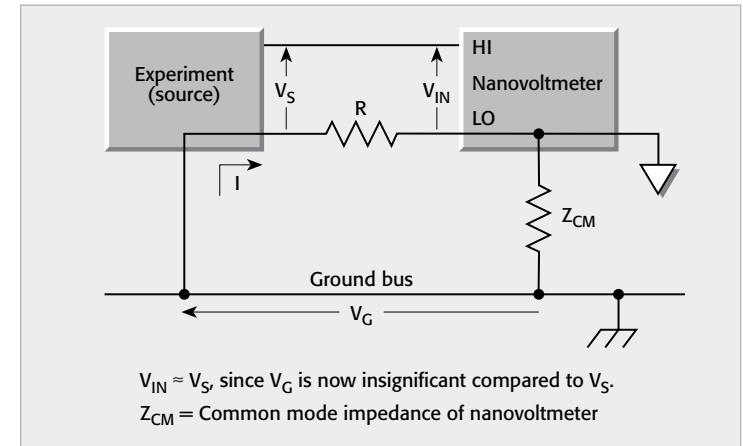 Experiment
(source)
HI
Nanovoltmeter
LO
V_S
V_IN
R
I
Z_CM
Ground bus
V_G
V_IN ≈ V_S, since V_G is now insignificant compared to V_S.
Z_CM = Common mode impedance of nanovoltmeter